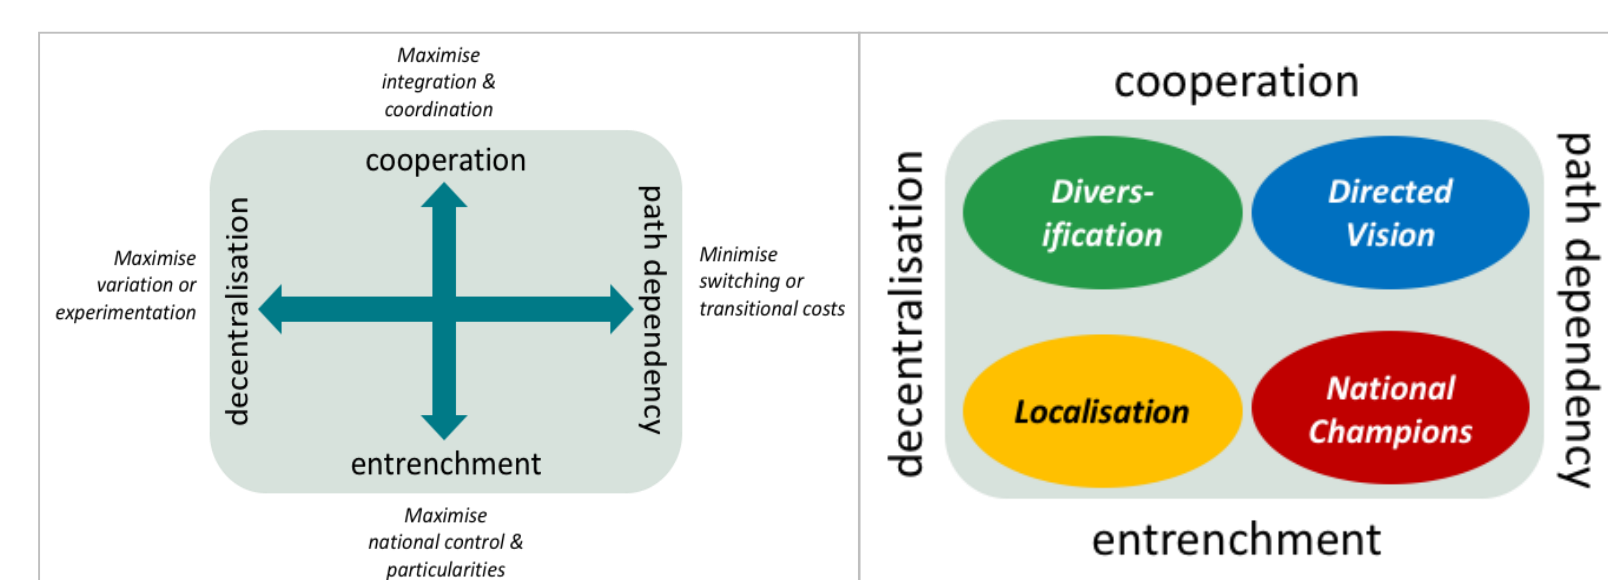 Maximise
integration &
coordination
cooperation
decentralisation
path dependency
Maximise
variation or
experimentation
Minimise
switching or
transitional costs
entrenchment
Maximise
national control &
particularities
cooperation
decentralisation
path dependency
Divers-
ification
Directed
Vision
Localisation
National
Champions
entrenchment